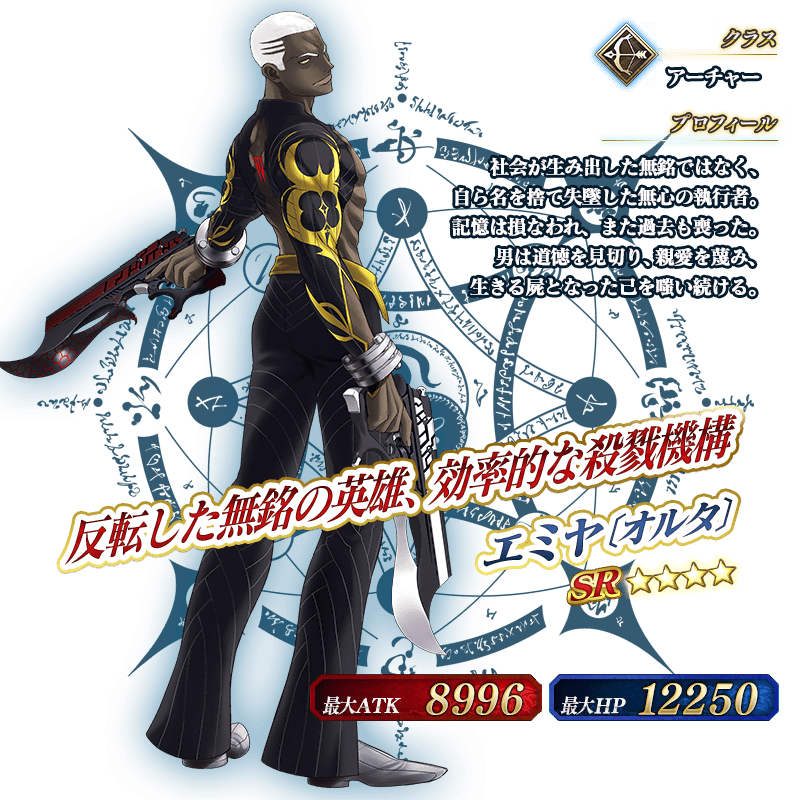 クラス
アーチャー
プロフィール
社会が生み出した無銘ではなく、
自ら名を捨て失墜した無心の執行者。
記憶は損なわれ、また過去も喪った。
男は道徳を見切り、親愛を蔑み、
生きる屍となった己を嗤い続ける。
反転した無銘の英雄、効率的な殺戮機構
エミヤ〔オルタ〕
SR
最大ATK 8996
最大HP 12250